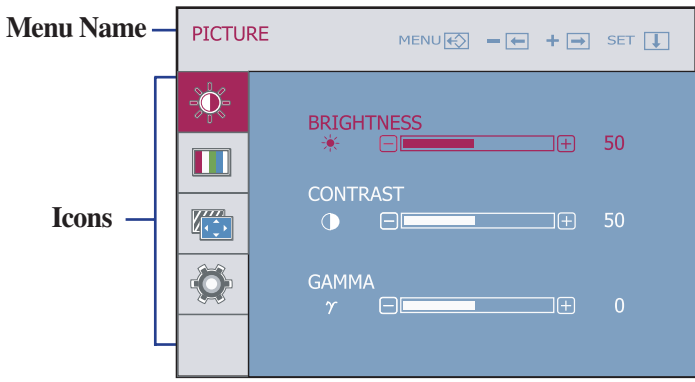 Menu Name
PICTURE
MENU - + SET
BRIGHTNESS
50
CONTRAST
50
Icons
GAMMA
γ
0